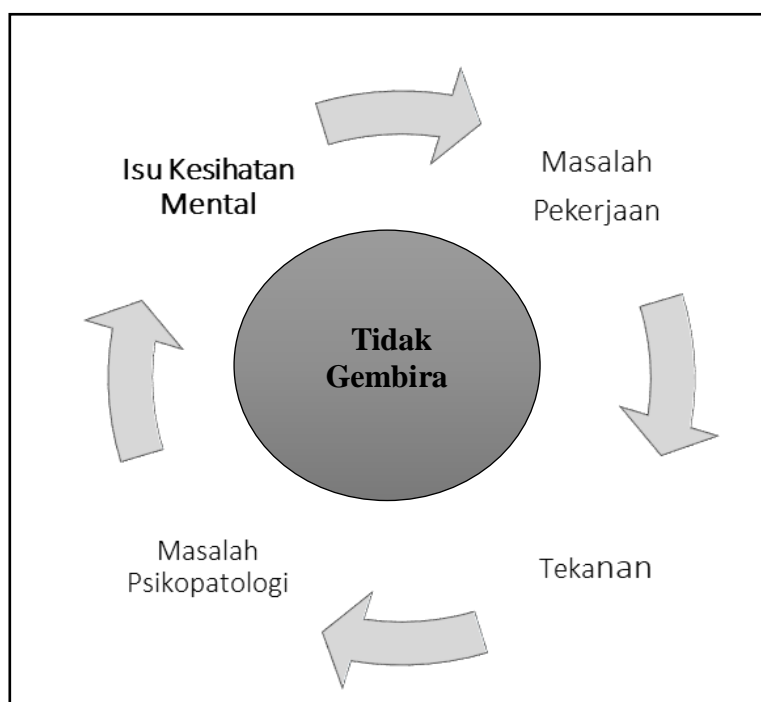 Isu Kesihatan
Mental
Masalah
Pekerjaan
Tidak
Gembira
Masalah
Psikopatologi
Tekanan